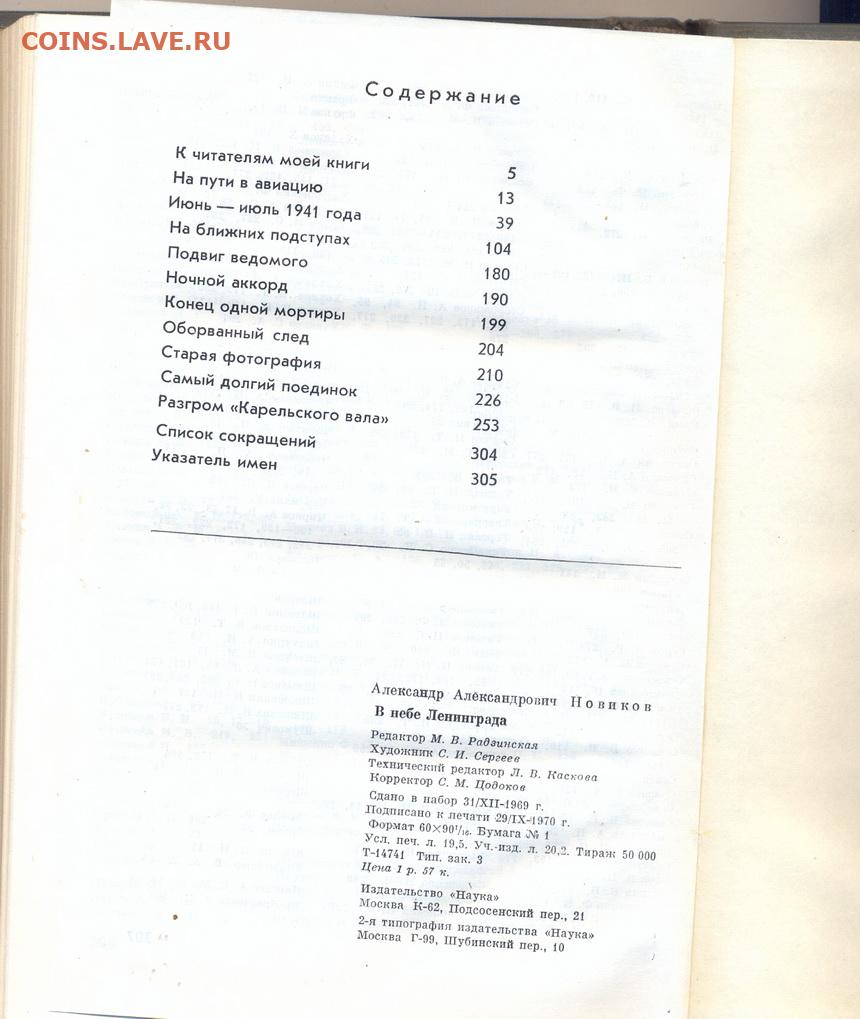 COINS.LAVE.RU
Содержание
К читателям моей книги 5
На пути в авиацию 13
Июнь — июль 1941 года 39
На ближних подступах 104
Подвиг ведомого 180
Ночной аккорд 190
Конец одной мортиры 199
Оборванный след 204
Старая фотография 210
Самый долгий поединок 226
Разгром «Карельского вала» 253
Список сокращений 304
Указатель имен 305
Александр Александрович Новиков
В небе Ленинграда
Редактор М. В. Радзинская
Художник С. И. Сергеев
Технический редактор Л. В. Каскова
Корректор С. М. Цодоков
Сдано в набор 31/XII-1969 г.
Подписано к печати 29/IX-1970 г.
Формат 60×90¹/₁₆. Бумага № 1
Усл. печ. л. 19,5. Уч.-изд. л. 20,2. Тираж 50 000
Т-14741 Тип. зак. 3
Цена 1 р. 57 к.
Издательство «Наука»
Москва К-62, Подсосенский пер., 21
2-я типография издательства «Наука»
Москва Г-99, Шубинский пер., 10